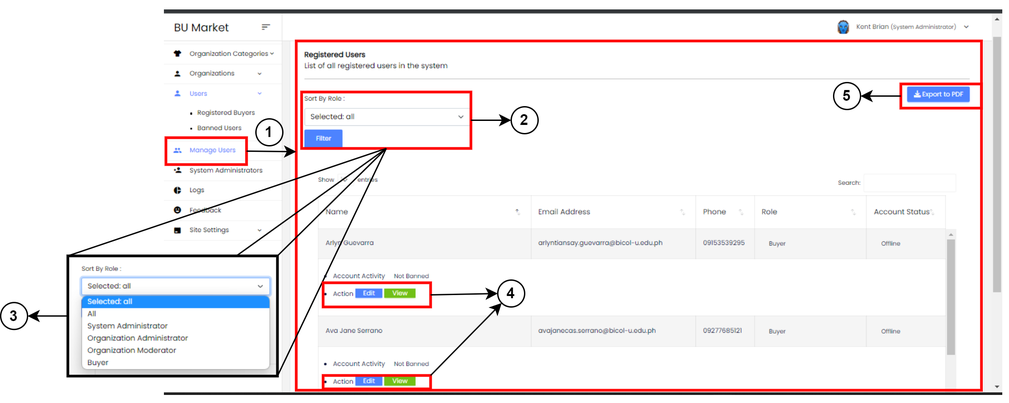 BU Market
Kent Brian (System Administrator)
Organization Categories
Organizations
Users
Registered Buyers
Banned Users
Manage Users
System Administrators
Logs
Feedback
Site Settings
1
Registered Users
List of all registered users in the system
Sort By Role :
Selected: all
Filter
2
5
Export to PDF
Show entries
Search:
Name Email Address Phone Role Account Status
Arlyn Guevarra arlyntiansay.guevarra@bicol-u.edu.ph 09153539295 Buyer Offline
Account Activity Not Banned
Action Edit View
4
Ava Jane Serrano avajanecas.serrano@bicol-u.edu.ph 09277685121 Buyer Offline
Account Activity Not Banned
Action Edit View
3
Sort By Role :
Selected: all
Selected: all
All
System Administrator
Organization Administrator
Organization Moderator
Buyer